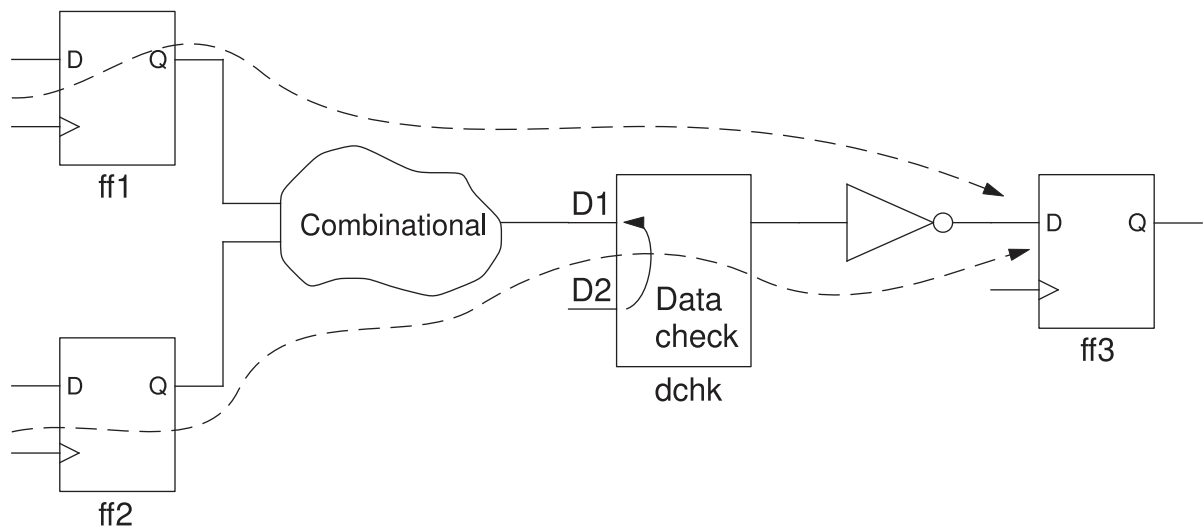 D Q
ff1
Combinational
D1
D2
Data
check
dchk
D Q
ff3
D Q
ff2